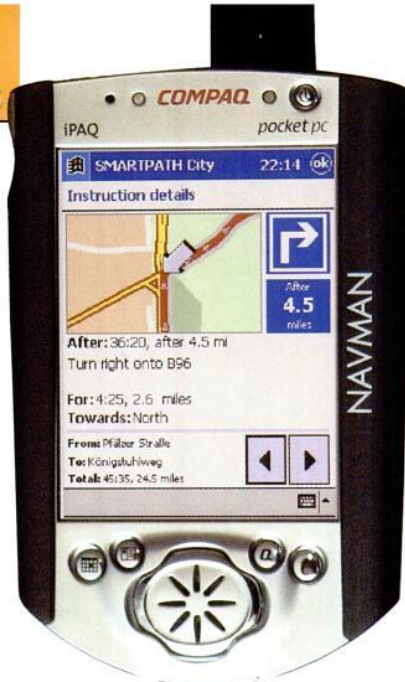 COMPAQ
iPAQ pocket pc
SMARTPATH City 22:14 ok
Instruction details
After
4.5
miles
After: 36:20, after 4.5 mi
Turn right onto B96
For: 4:25, 2.6 miles
Towards: North
From: Pfälzer Straße
To: Königstuhlweg
Total: 45:35, 24.5 miles
NAVMAN